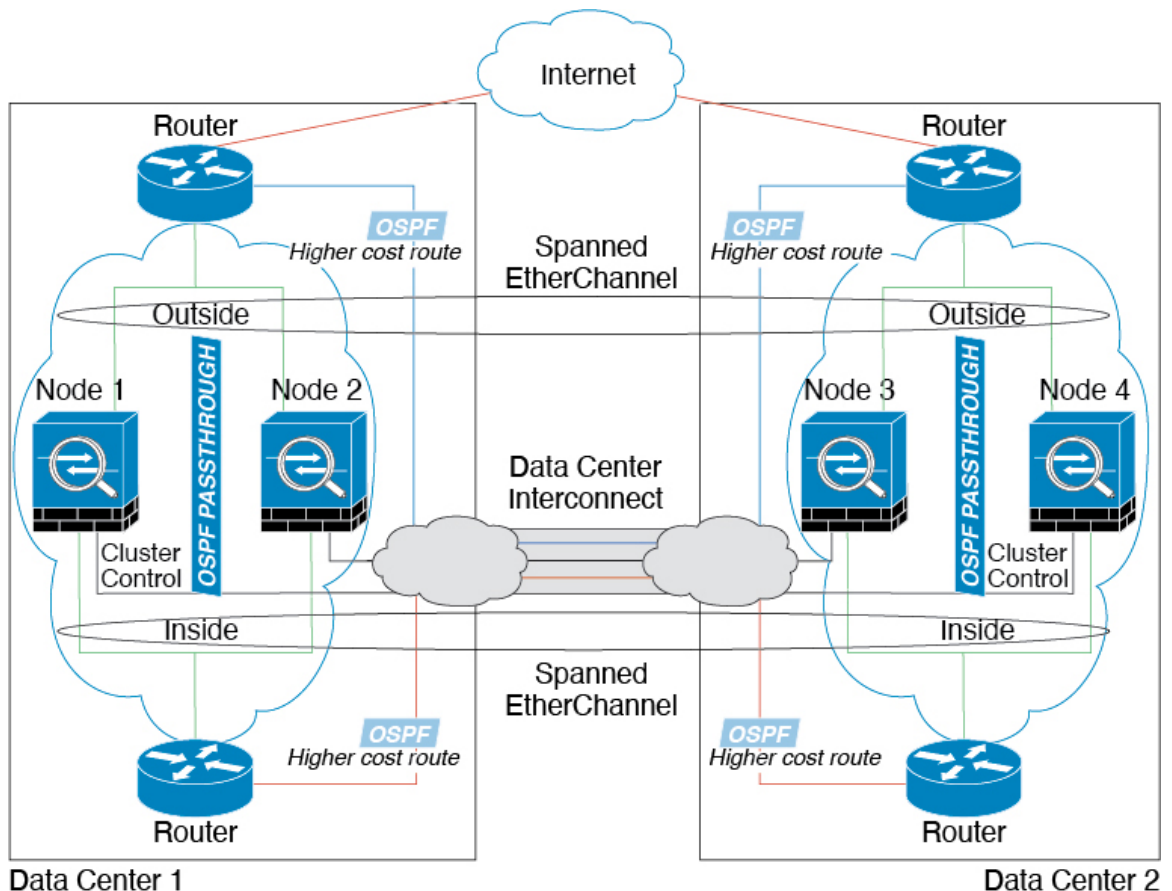 Internet
Router
Router
OSPF
Higher cost route
OSPF
Higher cost route
Spanned
EtherChannel
Outside
Outside
Node 1
Node 2
Node 3
Node 4
OSPF PASSTHROUGH
OSPF PASSTHROUGH
Data Center
Interconnect
Cluster
Control
Cluster
Control
Inside
Inside
Spanned
EtherChannel
OSPF
Higher cost route
OSPF
Higher cost route
Router
Router
Data Center 1
Data Center 2